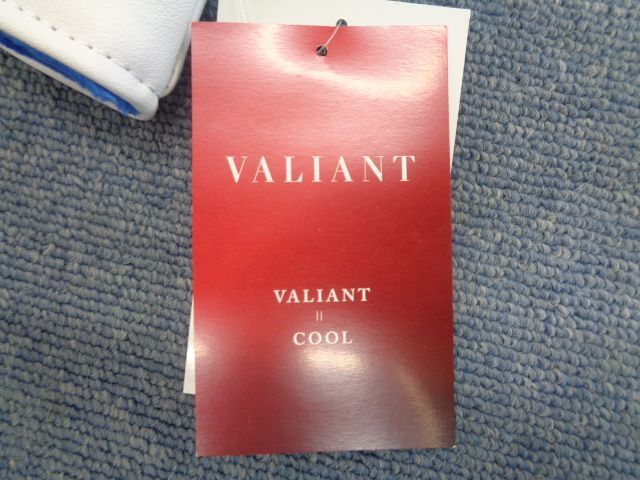 VALIANT
VALIANT
=
COOL